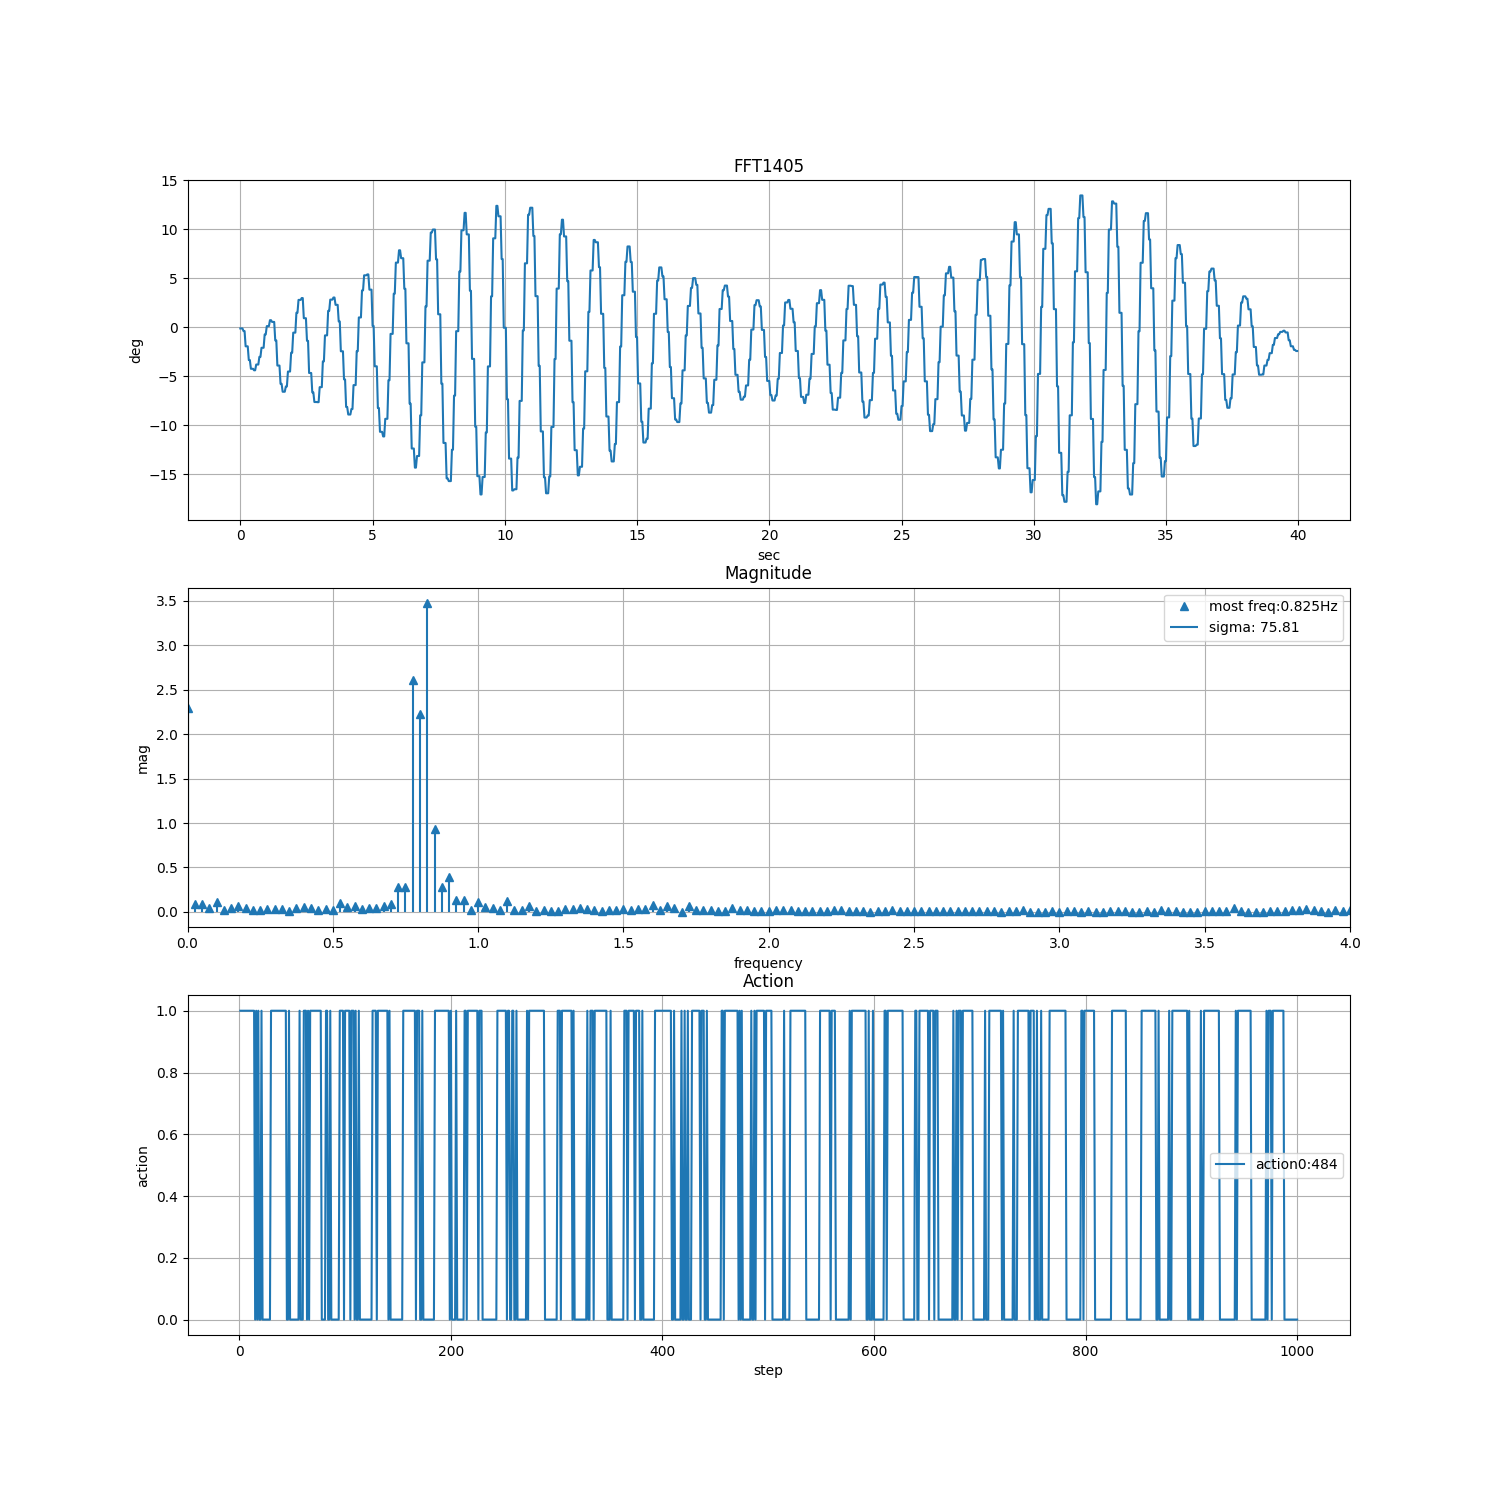 FFT1405
15
10
5
0
−5
−10
−15
deg
0 5 10 15 20 25 30 35 40
sec
Magnitude
3.5
3.0
2.5
2.0
1.5
1.0
0.5
0.0
mag
most freq:0.825Hz
sigma: 75.81
0.0 0.5 1.0 1.5 2.0 2.5 3.0 3.5 4.0
frequency
Action
1.0
0.8
0.6
0.4
0.2
0.0
action
action0:484
0 200 400 600 800 1000
step